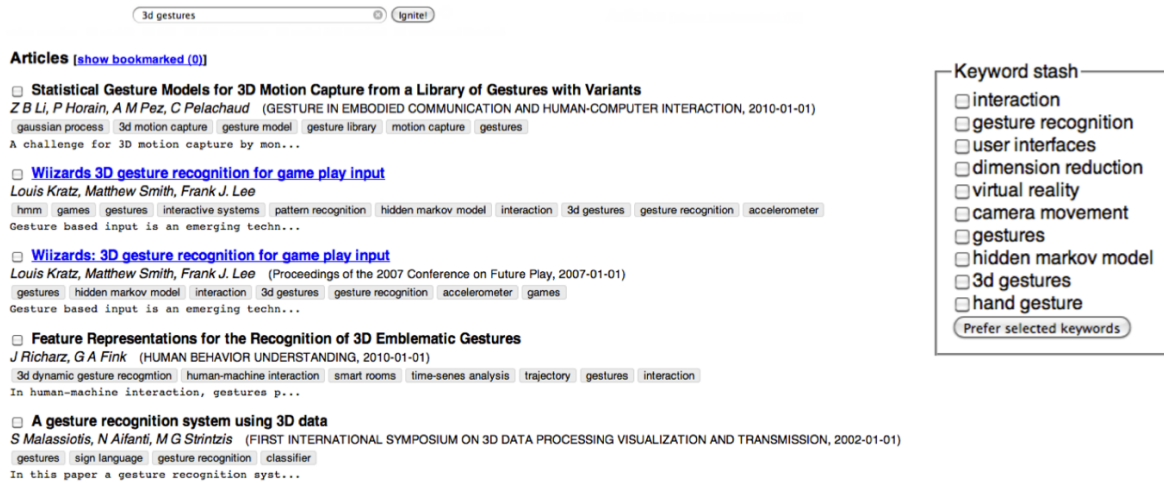 3d gestures Ignite!
Articles [show bookmarked (0)]
Statistical Gesture Models for 3D Motion Capture from a Library of Gestures with Variants
Z B Li, P Horain, A M Pez, C Pelachaud (GESTURE IN EMBODIED COMMUNICATION AND HUMAN-COMPUTER INTERACTION, 2010-01-01)
gaussian process 3d motion capture gesture model gesture library motion capture gestures
A challenge for 3D motion capture by mon...
Wiizards 3D gesture recognition for game play input
Louis Kratz, Matthew Smith, Frank J. Lee
hmm games gestures interactive systems pattern recognition hidden markov model interaction 3d gestures gesture recognition accelerometer
Gesture based input is an emerging techn...
Wiizards: 3D gesture recognition for game play input
Louis Kratz, Matthew Smith, Frank J. Lee (Proceedings of the 2007 Conference on Future Play, 2007-01-01)
gestures hidden markov model interaction 3d gestures gesture recognition accelerometer games
Gesture based input is an emerging techn...
Feature Representations for the Recognition of 3D Emblematic Gestures
J Richarz, G A Fink (HUMAN BEHAVIOR UNDERSTANDING, 2010-01-01)
3d dynamic gesture recogmtion human-machine interaction smart rooms time-senes analysis trajectory gestures interaction
In human-machine interaction, gestures p...
A gesture recognition system using 3D data
S Malassiotis, N Aifanti, M G Strintzis (FIRST INTERNATIONAL SYMPOSIUM ON 3D DATA PROCESSING VISUALIZATION AND TRANSMISSION, 2002-01-01)
gestures sign language gesture recognition classifier
In this paper a gesture recognition syst...
Keyword stash
interaction
gesture recognition
user interfaces
dimension reduction
virtual reality
camera movement
gestures
hidden markov model
3d gestures
hand gesture
Prefer selected keywords